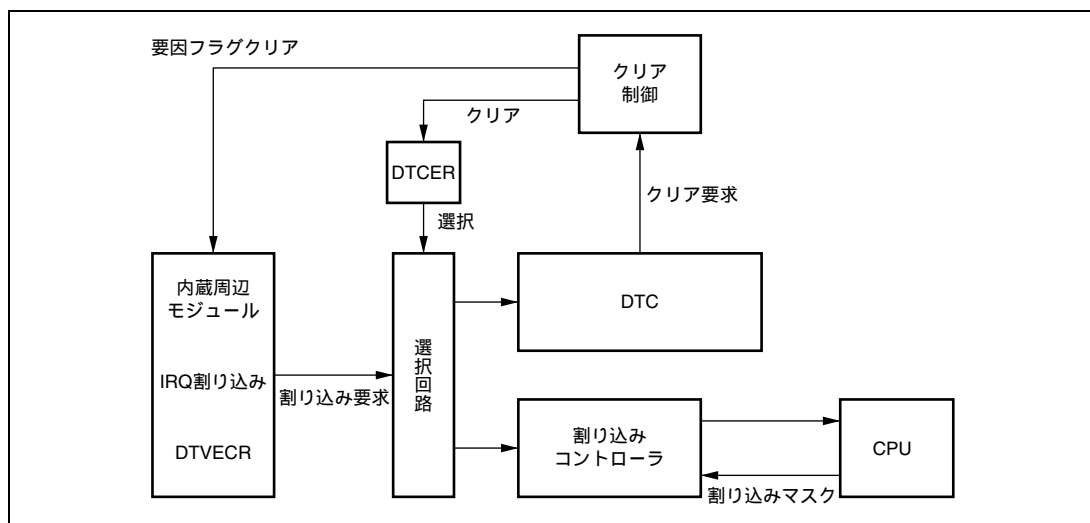 要因フラグクリア
クリア
制御
クリア
DTCER
クリア要求
選択
内蔵周辺
モジュール
DTC
選択回路
IRQ割り込み
割り込み要求
割り込み
コントローラ
CPU
DTVECR
割り込みマスク